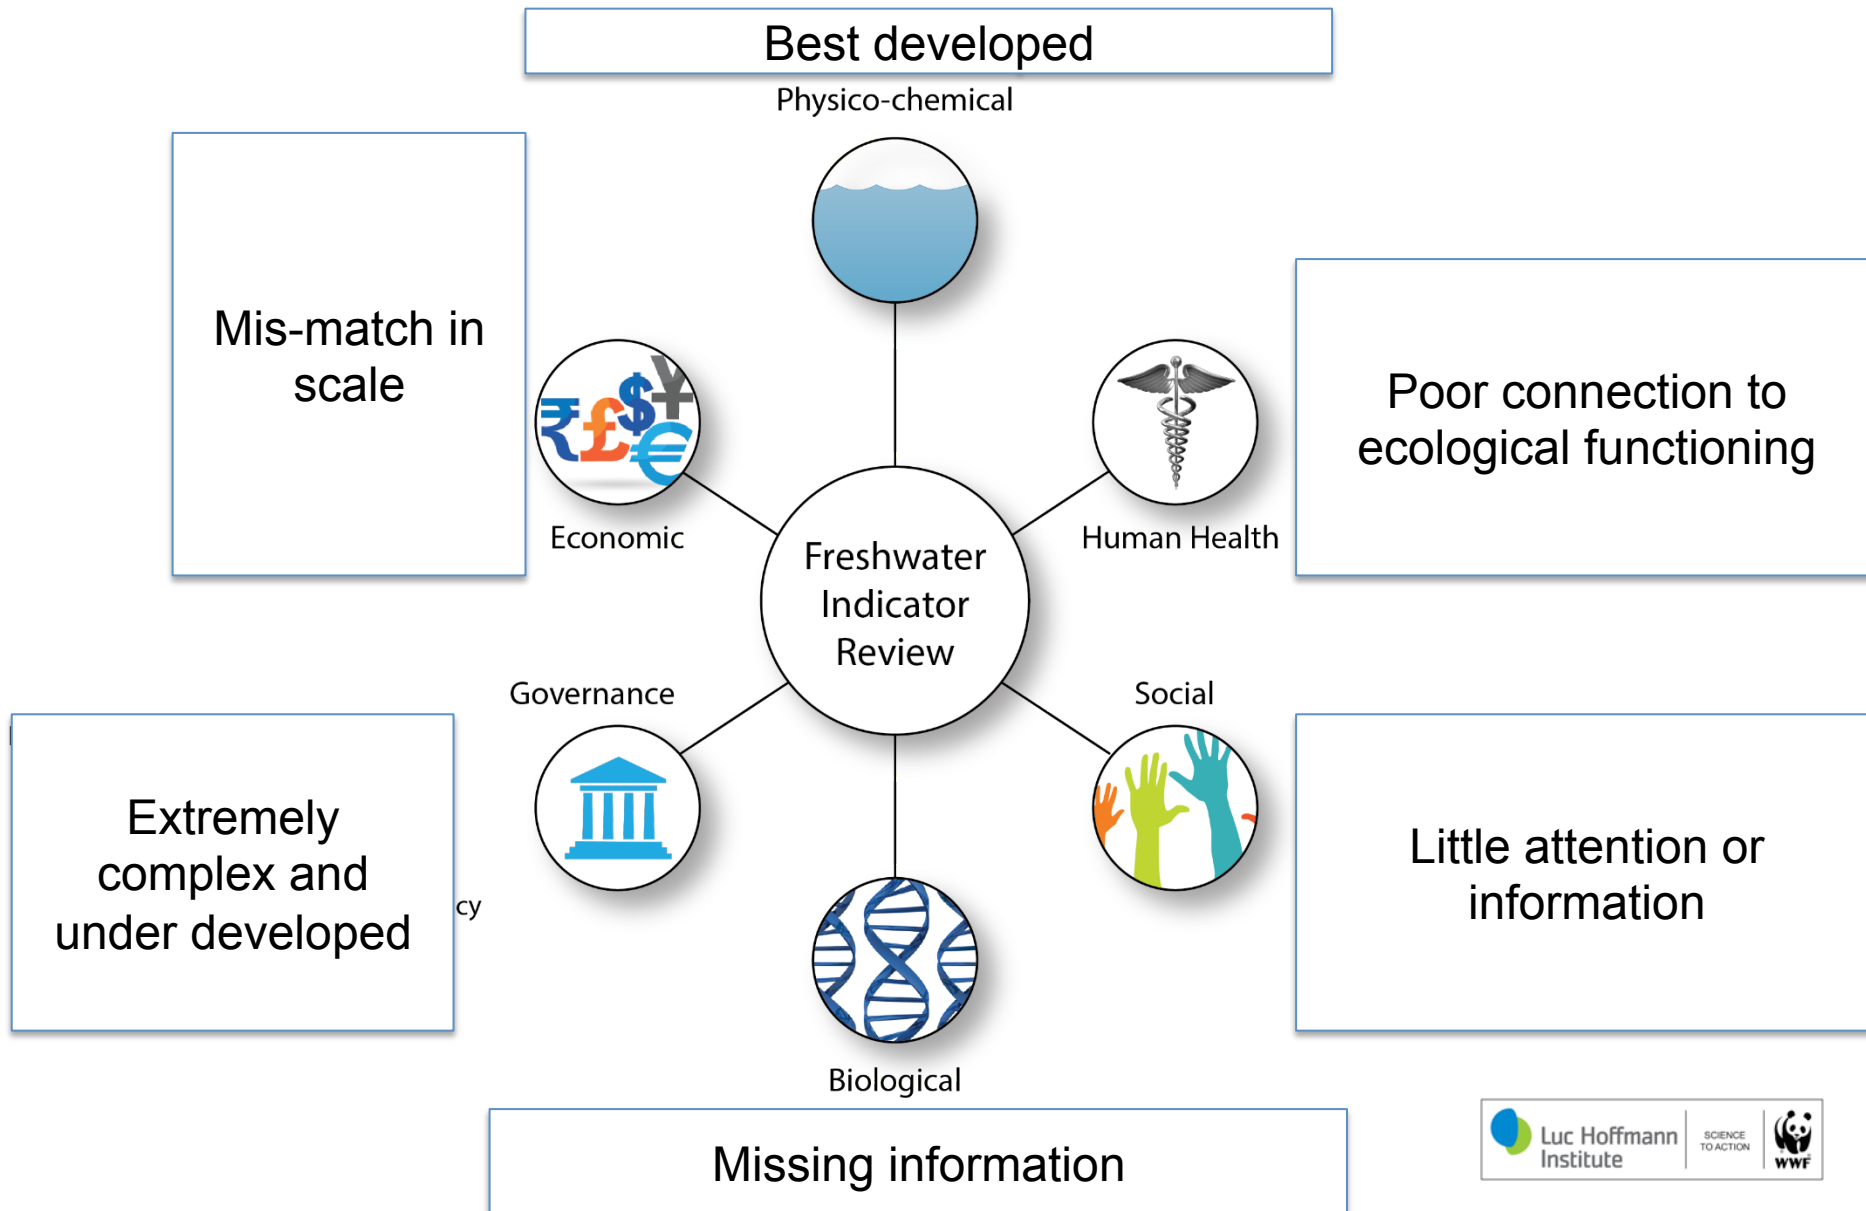 Best developed
Physico-chemical
Mis-match in
scale
Poor connection to
ecological functioning
Economic
Human Health
Freshwater
Indicator
Review
Governance
Social
Extremely
complex and
under developed
cy
Little attention or
information
Biological
Missing information
Luc Hoffmann
Institute
SCIENCE
TO ACTION
WWF